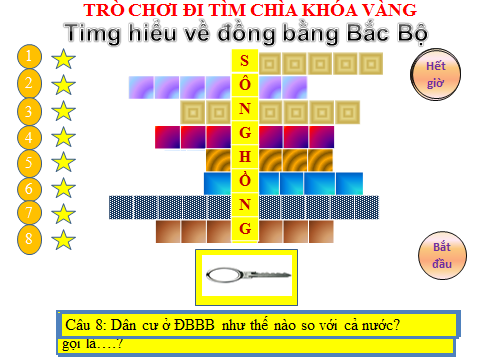 TRÒ CHƠI ĐI TÌM CHÌA KHÓA VÀNG
Timg hiểu về đồng bằng Bắc Bộ
1
2
3
4
5
6
7
8
S
Ô
N
G
H
Ồ
N
G
Hết
giờ
Bắt
đầu
Câu 8: Dân cư ở ĐBBB như thế nào so với cả nước?
gọi là….?